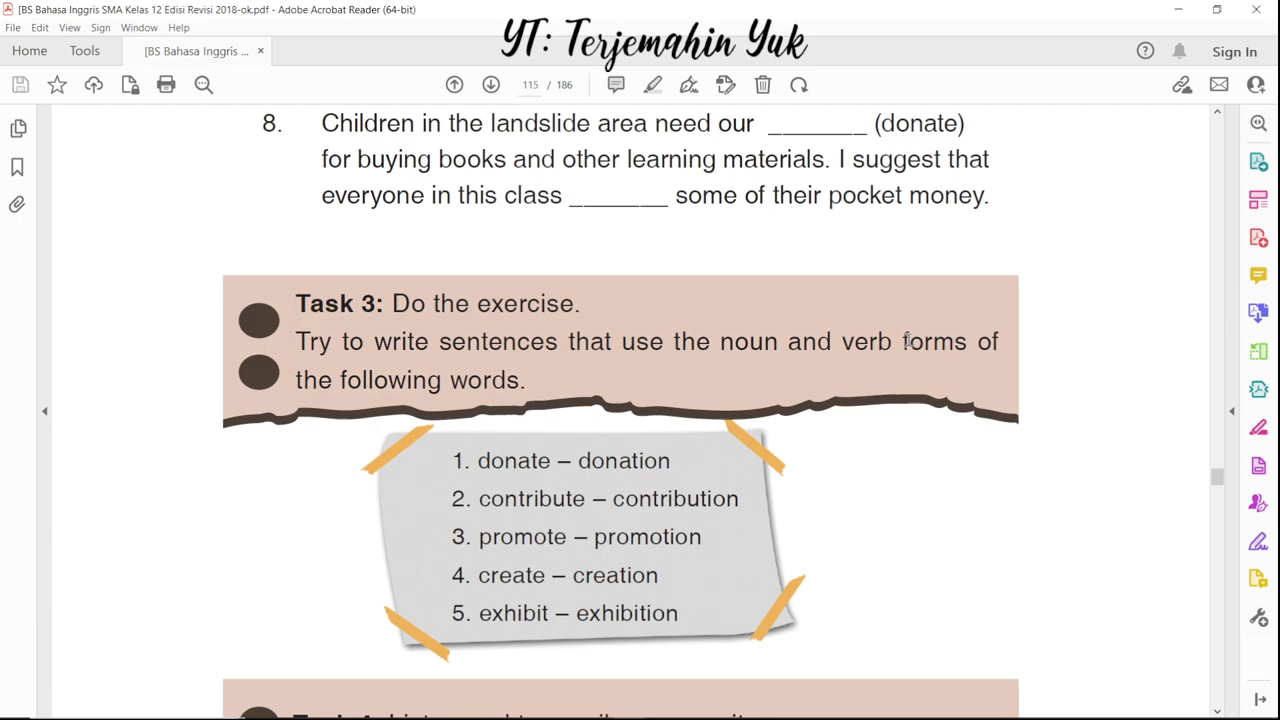 [BS Bahasa Inggris SMA Kelas 12 Edisi Revisi 2018-ok.pdf - Adobe Acrobat Reader (64-bit)
File Edit View Sign Window Help
YT: Terjemahin Yuk
Home Tools [BS Bahasa Inggris ... × Sign In
115 / 186
8. Children in the landslide area need our _______ (donate)
for buying books and other learning materials. I suggest that
everyone in this class _______ some of their pocket money.
Task 3: Do the exercise.
Try to write sentences that use the noun and verb forms of
the following words.
1. donate – donation
2. contribute – contribution
3. promote – promotion
4. create – creation
5. exhibit – exhibition